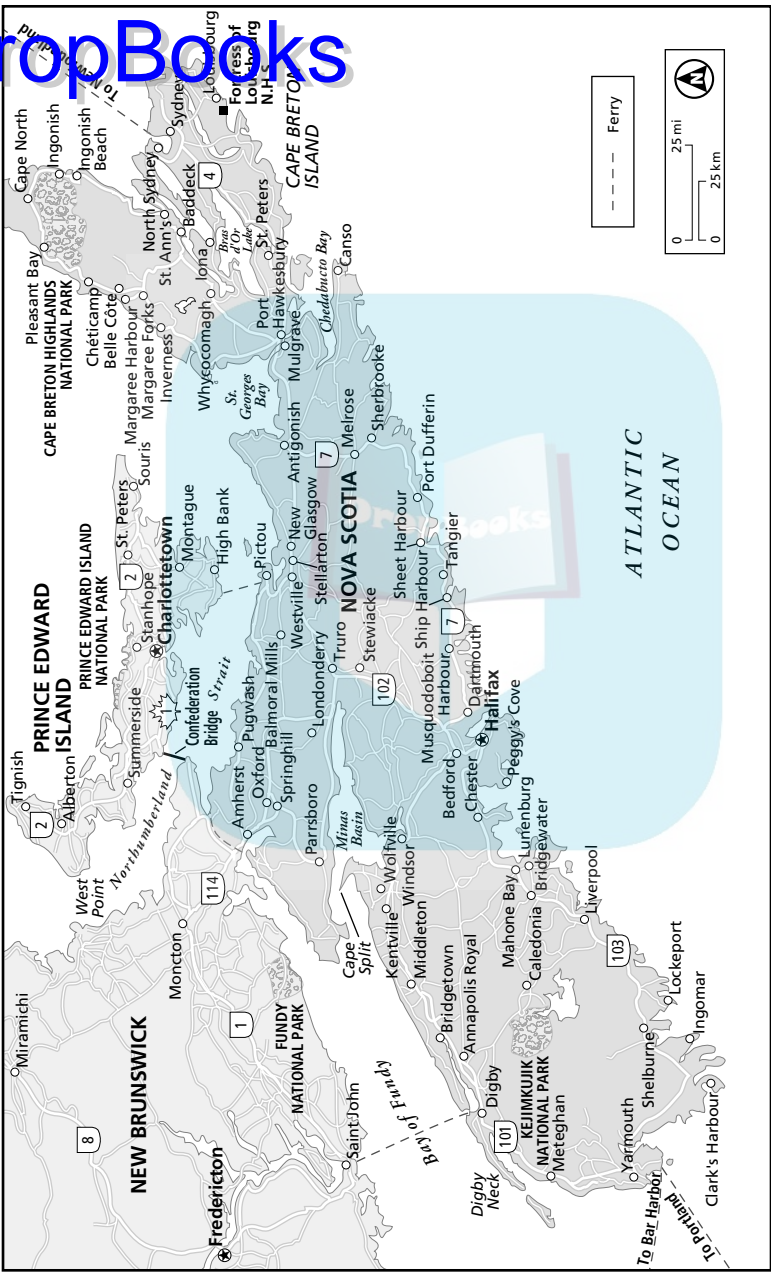 ropBooks
To Newfoundland
Cape North
Ingonish
Ingonish
Beach
Pleasant Bay
CAPE BRETON HIGHLANDS
NATIONAL PARK
Chéticamp
Belle Côte
Margaree Harbour
Margaree Forks
Inverness
Whycocomagh
North Sydney
Sydney
St. Ann's
Baddeck
4
Iona
Bras
d'Or
Lake
St. Peters
Louisbourg
Fortress of
Louisbourg
N.H.S.
CAPE BRETON
ISLAND
Port
Hawkesbury
Mulgrave
Chedabucto Bay
Canso
St.
Georges
Bay
Antigonish
7
Melrose
Sherbrooke
Port Dufferin
Souris
St. Peters
2
PRINCE EDWARD ISLAND
NATIONAL PARK
Stanhope
Charlottetown
Montague
High Bank
Pictou
New
Glasgow
Westville
Stellarton
NOVA SCOTIA
DropBooks
Sheet Harbour
Ship Harbour
Tangier
7
Musquodoboit
Harbour
Dartmouth
Halifax
Peggy's Cove
Bedford
Chester
102
Stewiacke
Truro
Londonderry
Balmoral Mills
Pugwash
Oxford
Springhill
Amherst
Parrsboro
Minas
Basin
PRINCE EDWARD
ISLAND
Tignish
2
Alberton
Summerside
1
Confederation
Bridge
Northumberland Strait
West
Point
114
Moncton
Miramichi
NEW BRUNSWICK
8
1
FUNDY
NATIONAL PARK
Fredericton
Saint John
Bay of Fundy
Cape
Split
Wolfville
Windsor
Kentville
Middleton
Bridgetown
Annapolis Royal
Digby
101
Digby
Neck
KEJIMKUJIK
NATIONAL PARK
Meteghan
Mahone Bay
Lunenburg
Bridgewater
Caledonia
Liverpool
103
Lockeport
Ingomar
Shelburne
Yarmouth
Clark's Harbour
To Bar Harbor
To Portland
ATLANTIC
OCEAN
Ferry
N
0 25 mi
0 25 km